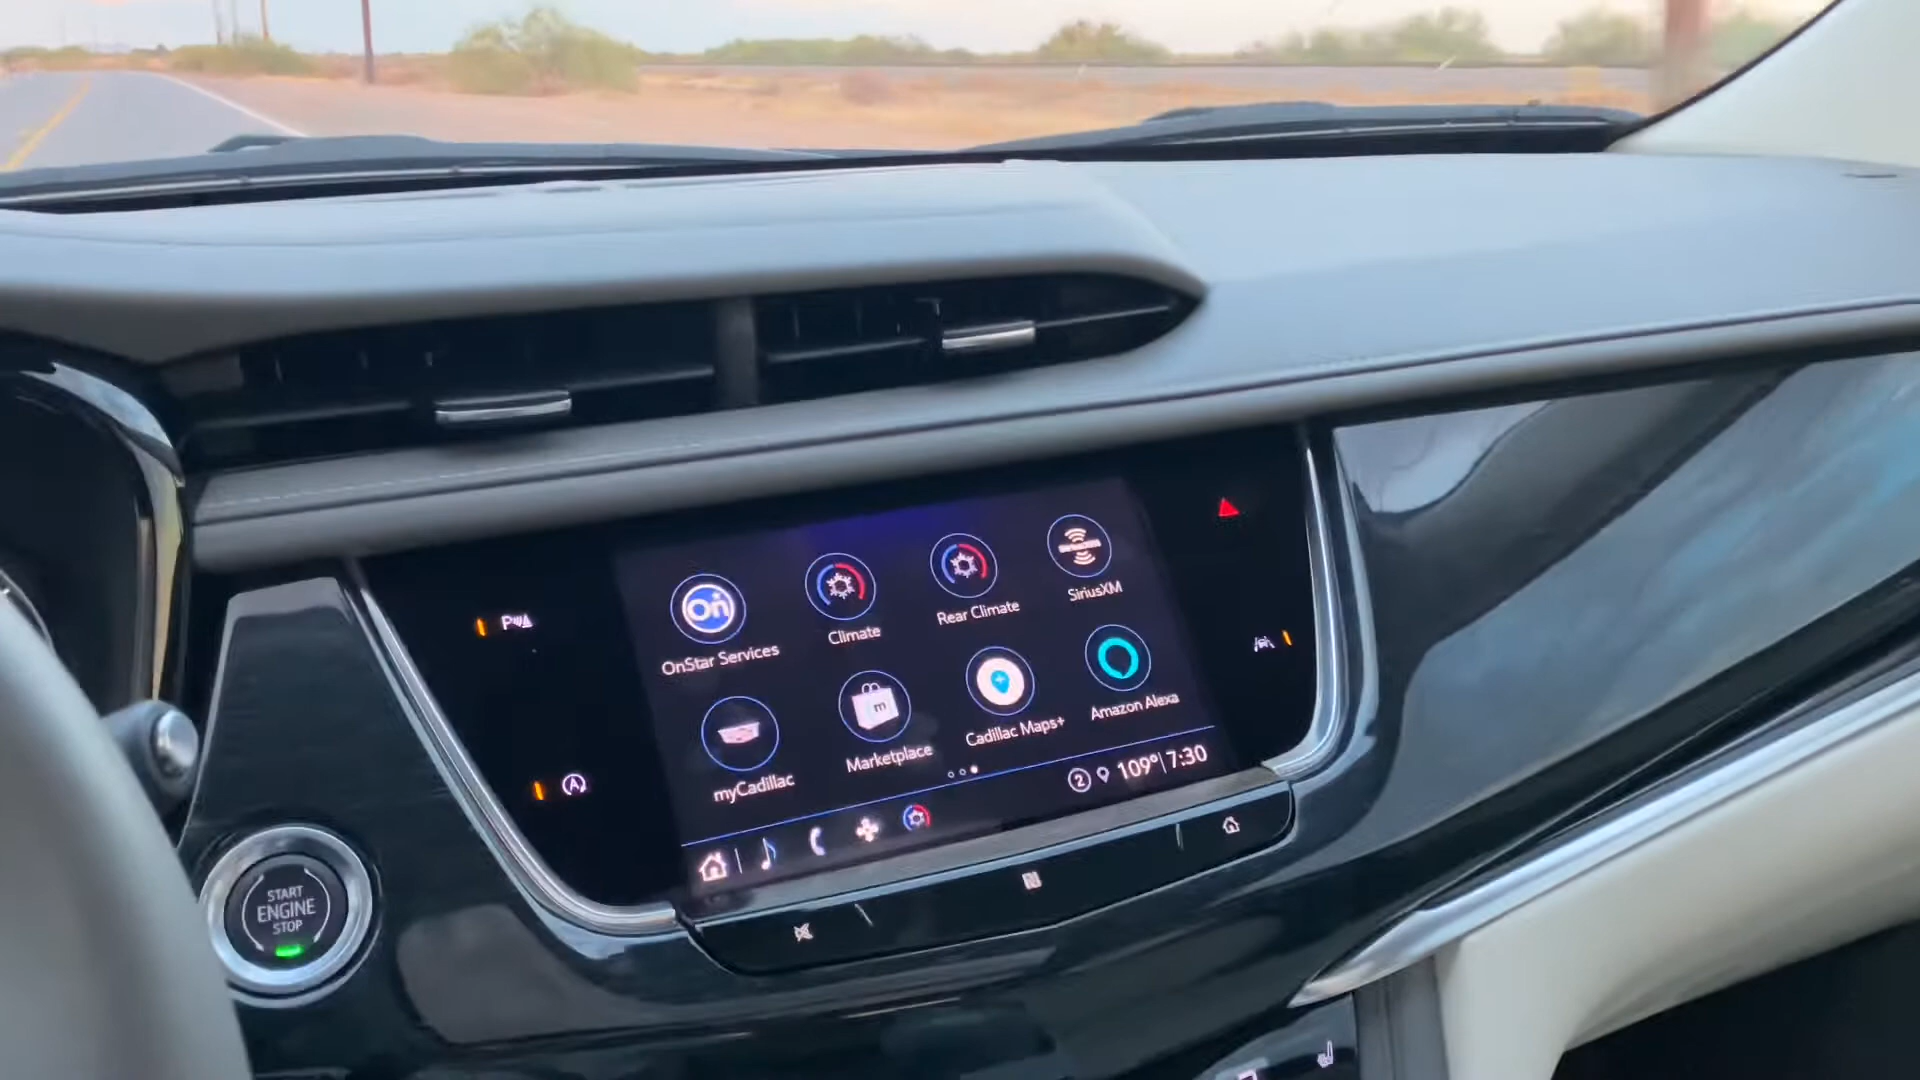 On
OnStar Services
Climate
Rear Climate
SiriusXM
myCadillac
m
Marketplace
Cadillac Maps+
Amazon Alexa
2 109° 7:30
P
A
START
ENGINE
STOP